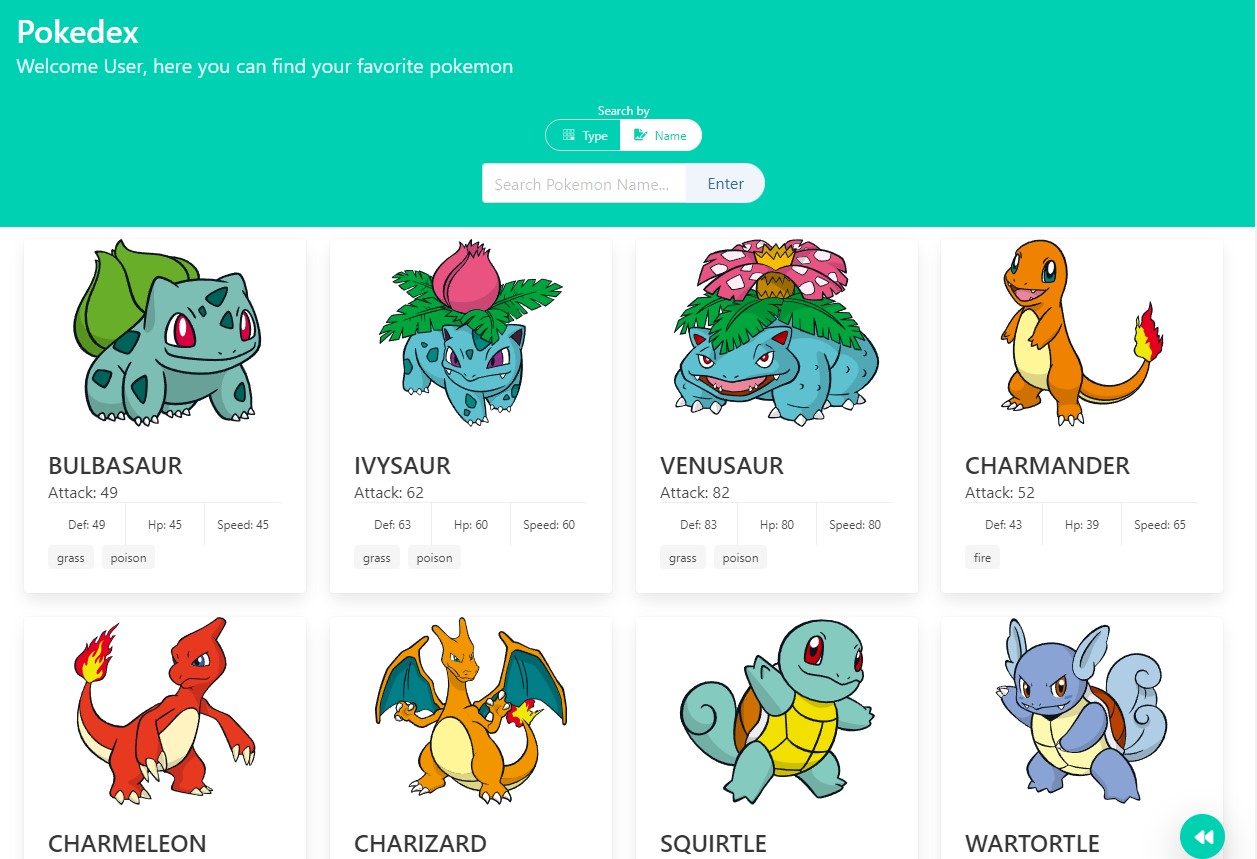 Pokedex
Welcome User, here you can find your favorite pokemon
Search by
Type Name
Search Pokemon Name... Enter
BULBASAUR
Attack: 49
Def: 49 Hp: 45 Speed: 45
grass poison
IVYSAUR
Attack: 62
Def: 63 Hp: 60 Speed: 60
grass poison
VENUSAUR
Attack: 82
Def: 83 Hp: 80 Speed: 80
grass poison
CHARMANDER
Attack: 52
Def: 43 Hp: 39 Speed: 65
fire
CHARMELEON
CHARIZARD
SQUIRTLE
WARTORTLE